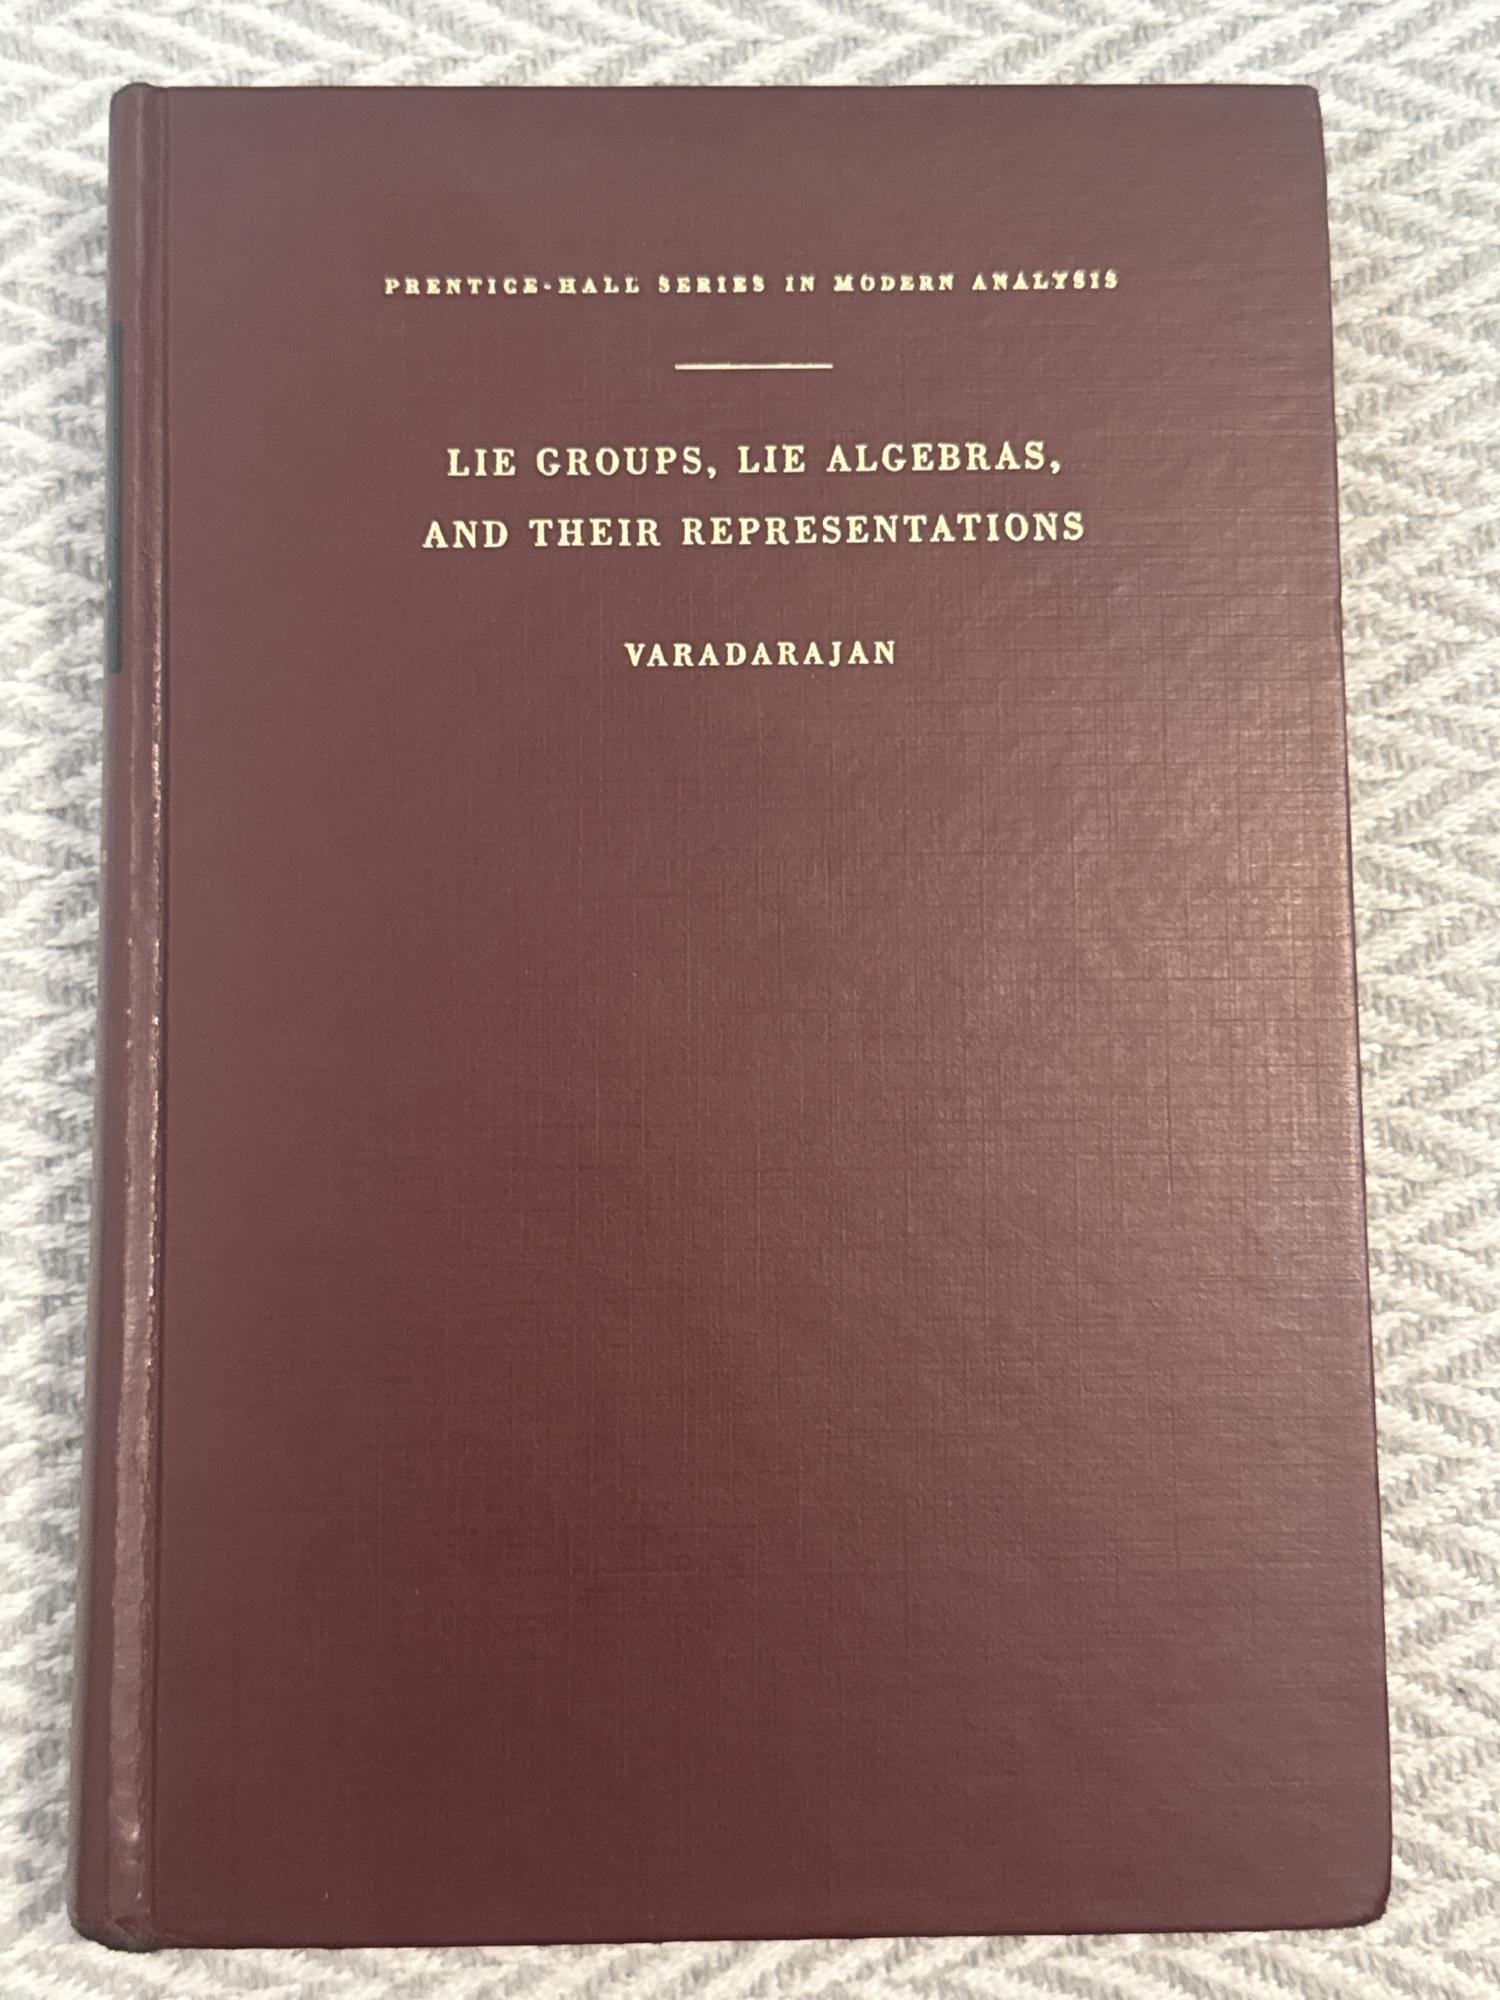 PRENTICE-HALL SERIES IN MODERN ANALYSIS
LIE GROUPS, LIE ALGEBRAS,
AND THEIR REPRESENTATIONS
VARADARAJAN